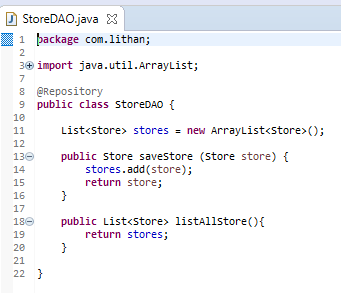 StoreDAO.java
1 package com.lithan;
2
3 import java.util.ArrayList;
7
8 @Repository
9 public class StoreDAO {
10
11 List<Store> stores = new ArrayList<Store>();
12
13 public Store saveStore (Store store) {
14 stores.add(store);
15 return store;
16 }
17
18 public List<Store> listAllStore(){
19 return stores;
20 }
21
22 }